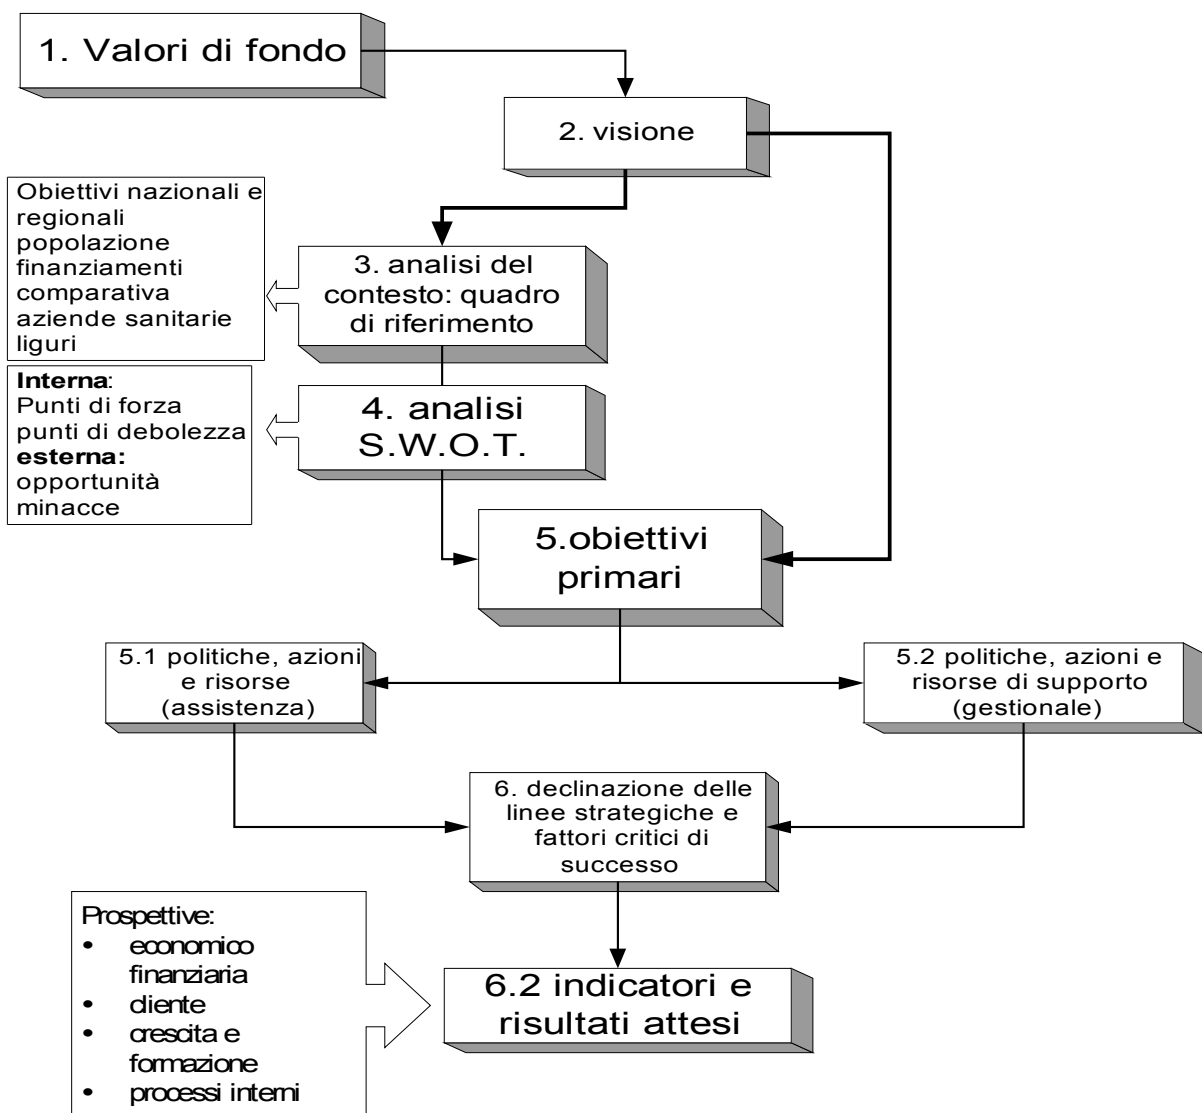 1. Valori di fondo
2. visione
Obiettivi nazionali e
regionali
popolazione
finanziamenti
comparativa
aziende sanitarie
liguri
3. analisi del
contesto: quadro
di riferimento
Interna:
Punti di forza
punti di debolezza
esterna:
opportunità
minacce
4. analisi
S.W.O.T.
5.obiettivi
primari
5.1 politiche, azioni
e risorse
(assistenza)
5.2 politiche, azioni e
risorse di supporto
(gestionale)
6. declinazione delle
linee strategiche e
fattori critici di
successo
Prospettive:
• economico
finanziaria
• cliente
• crescita e
formazione
• processi interni
6.2 indicatori e
risultati attesi